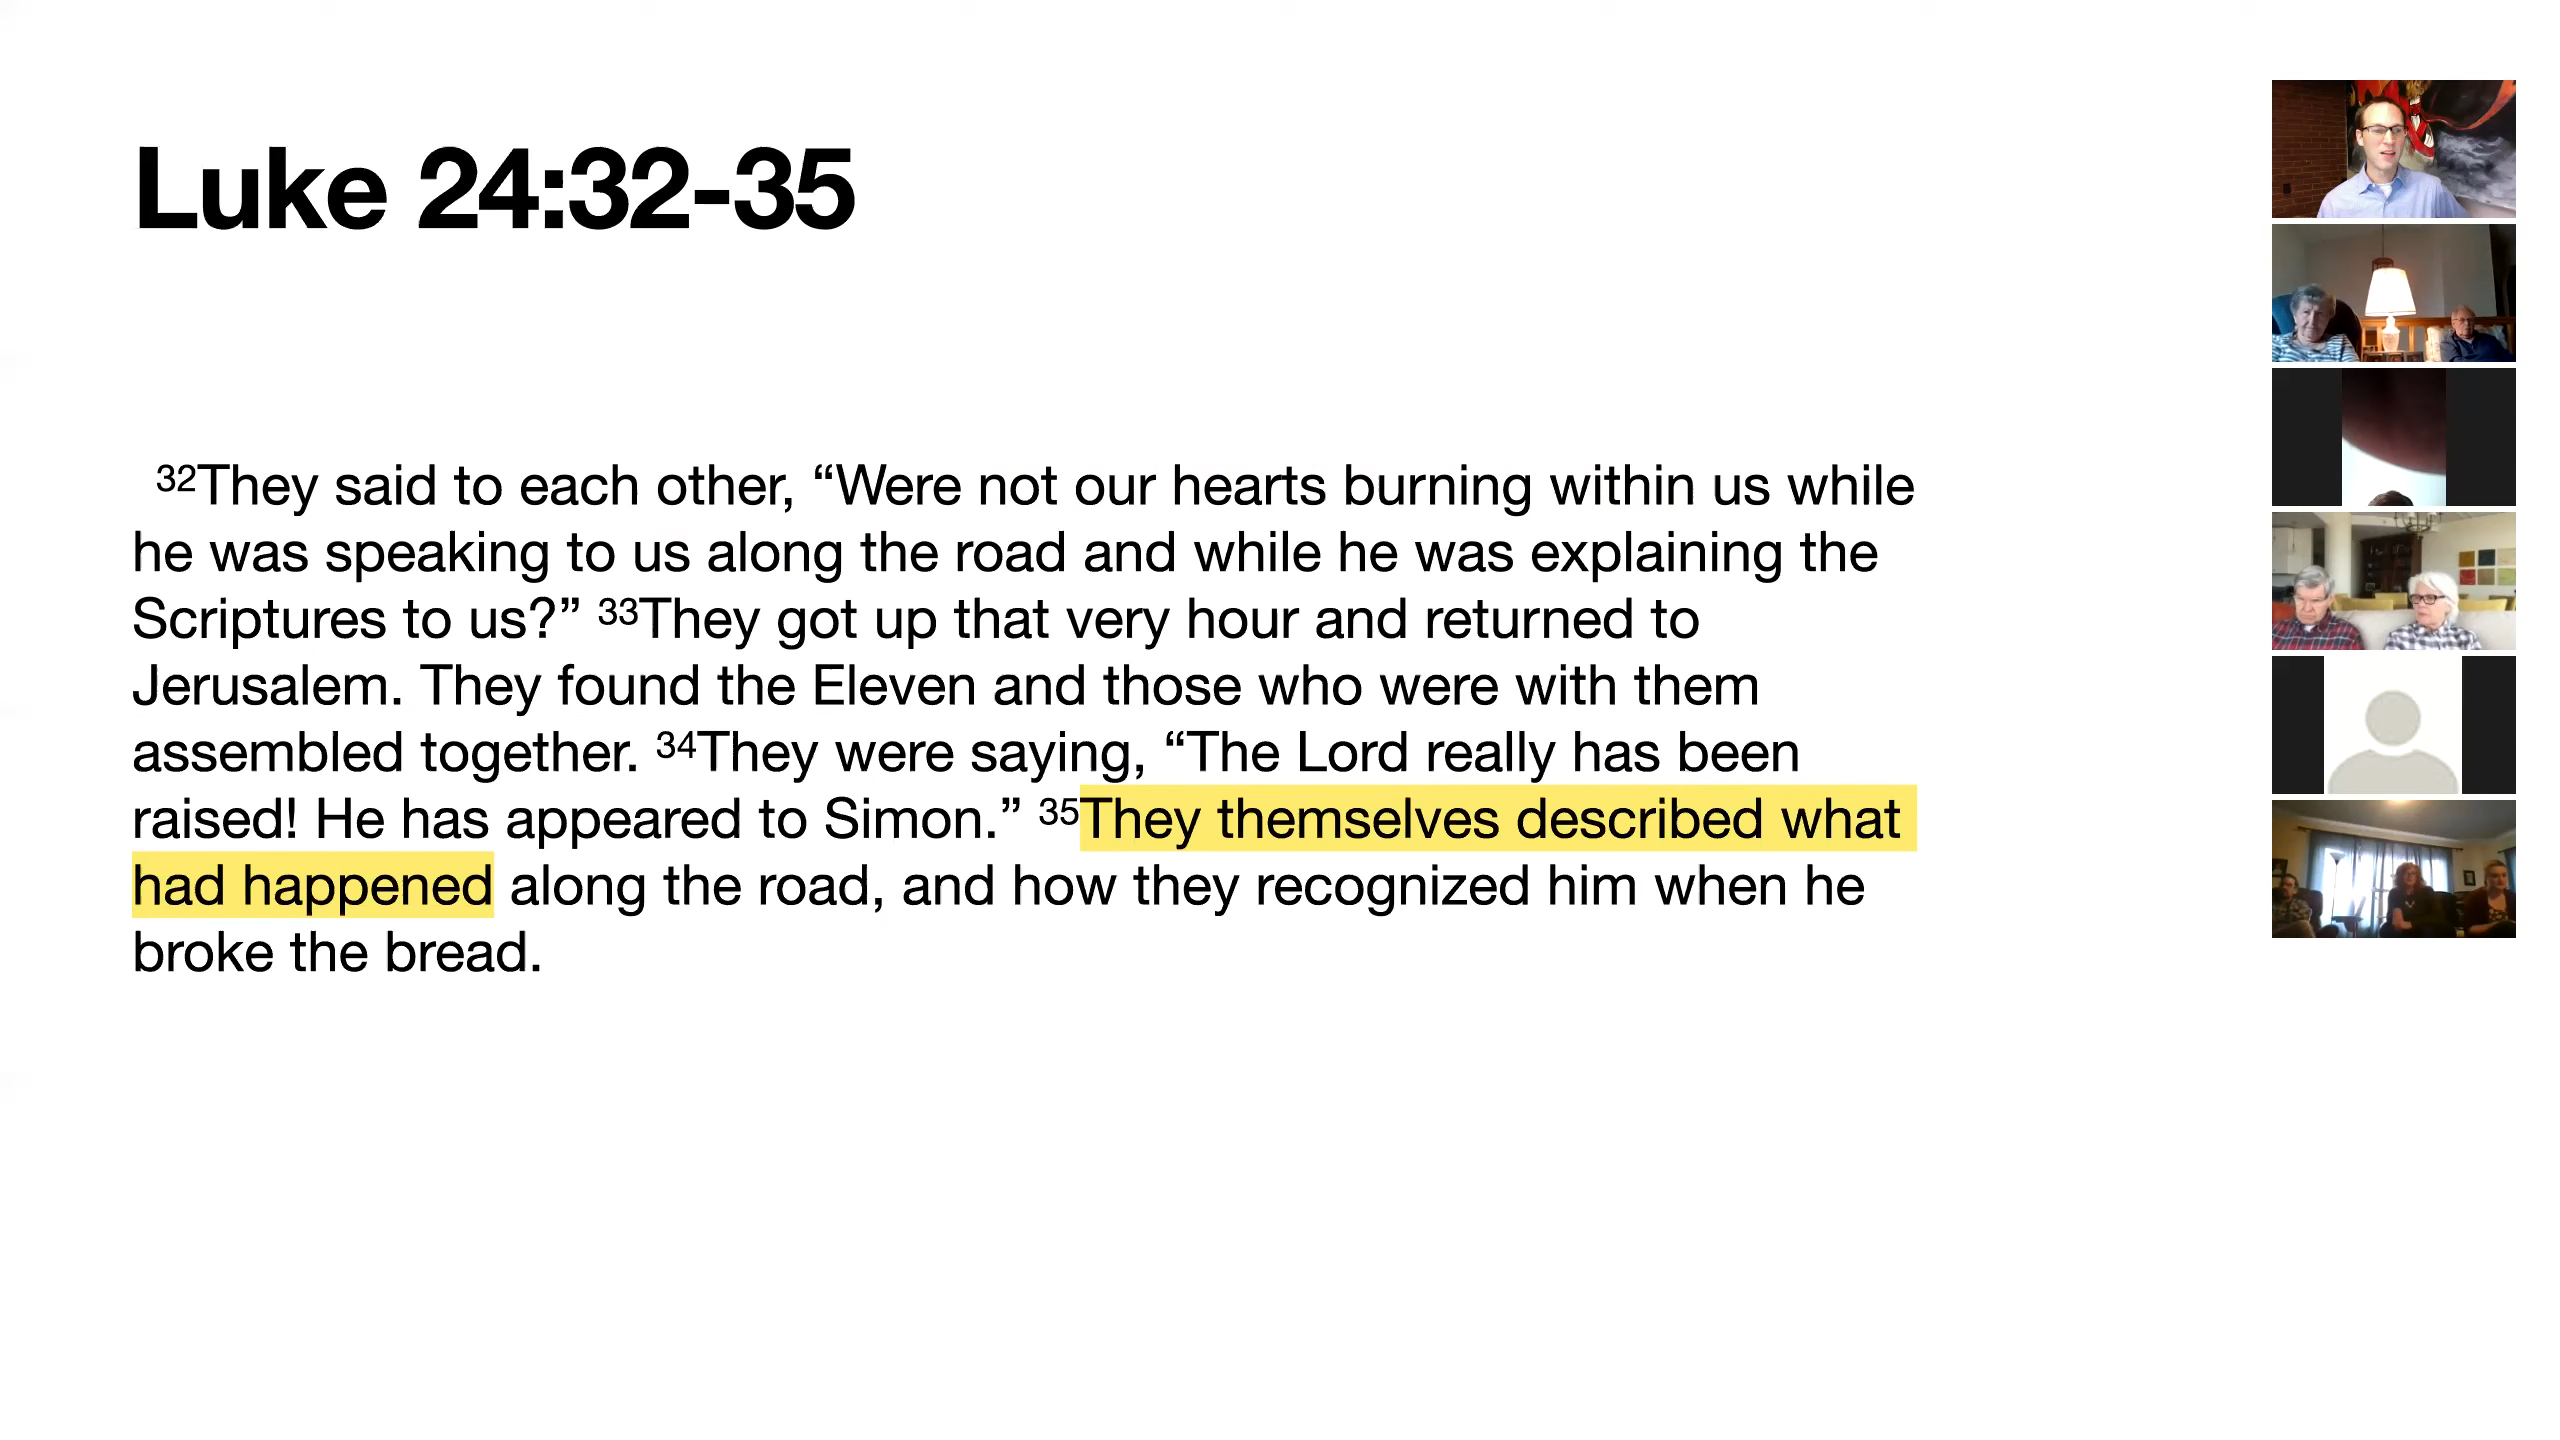 Luke 24:32-35
32They said to each other, “Were not our hearts burning within us while
he was speaking to us along the road and while he was explaining the
Scriptures to us?” 33They got up that very hour and returned to
Jerusalem. They found the Eleven and those who were with them
assembled together. 34They were saying, “The Lord really has been
raised! He has appeared to Simon.” 35They themselves described what
had happened along the road, and how they recognized him when he
broke the bread.